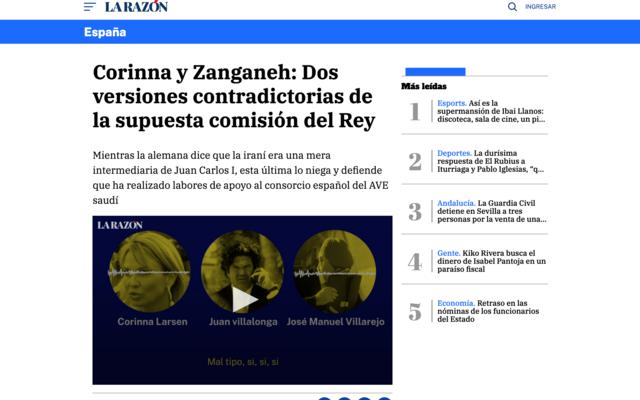 LA RAZÓN
INGRESAR
España
Corinna y Zanganeh: Dos
versiones contradictorias de
la supuesta comisión del Rey
Mientras la alemana dice que la iraní era una mera
intermediaria de Juan Carlos I, esta última lo niega y defiende
que ha realizado labores de apoyo al consorcio español del AVE
saudí
LA RAZÓN
Corinna Larsen
Juan villalonga
José Manuel Villarejo
Mal tipo, si, si, si
Más leídas
1
Esports. Así es la
supermansión de Ibai Llanos:
discoteca, sala de cine, un pi...
2
Deportes. La durísima
respuesta de El Rubius a
Iturriaga y Pablo Iglesias, “q...
3
Andalucía. La Guardia Civil
detiene en Sevilla a tres
personas por la venta de una...
4
Gente. Kiko Rivera busca el
dinero de Isabel Pantoja en un
paraíso fiscal
5
Economía. Retraso en las
nóminas de los funcionarios
del Estado